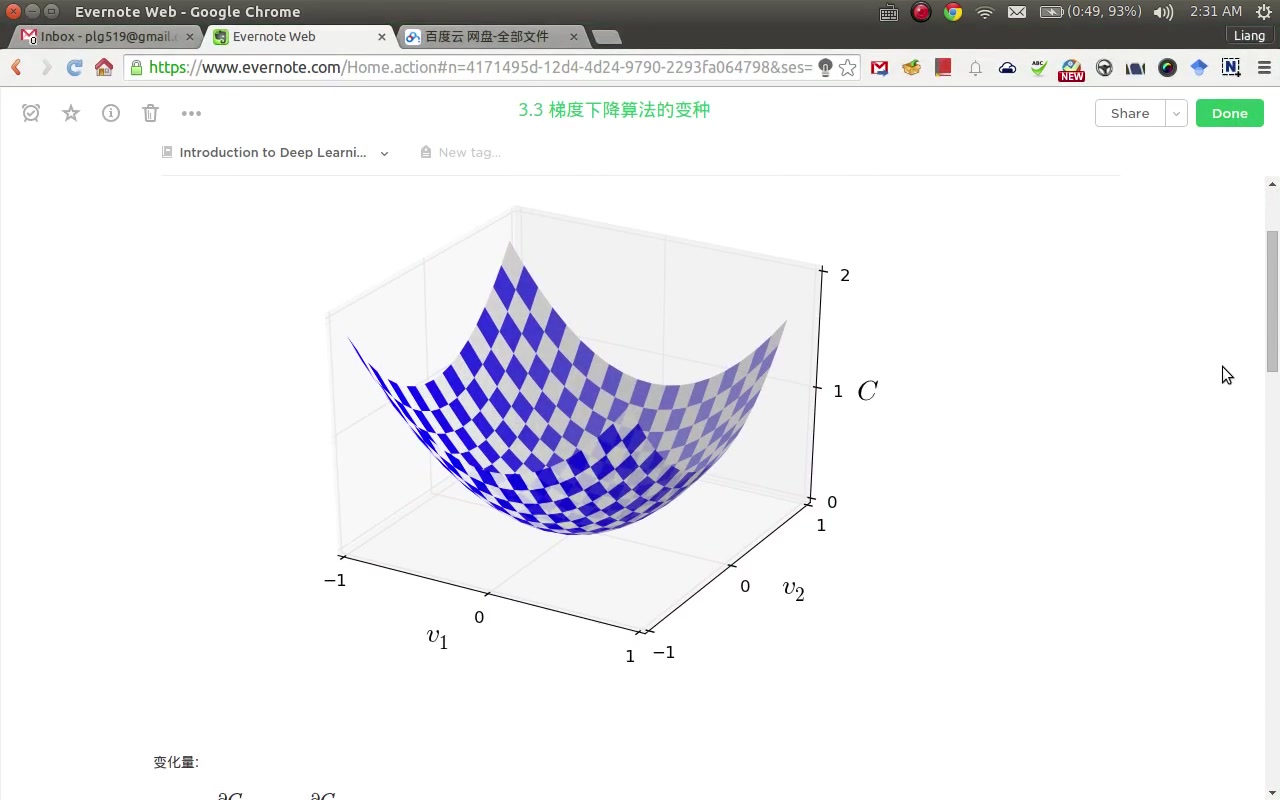 Evernote Web - Google Chrome
(0:49, 93%)
2:31 AM
Inbox - plg519@gmail.c
Evernote Web
百度云 网盘-全部文件
Liang
https://www.evernote.com/Home.action#n=4171495d-12d4-4d24-9790-2293fa064798&ses=
ABC
NEW
N
3.3 梯度下降算法的变种
Share
Done
Introduction to Deep Learni...
New tag...
2
1
C
0
1
−1
0
v2
0
v1
1
−1
变化量:
∂C ∂C